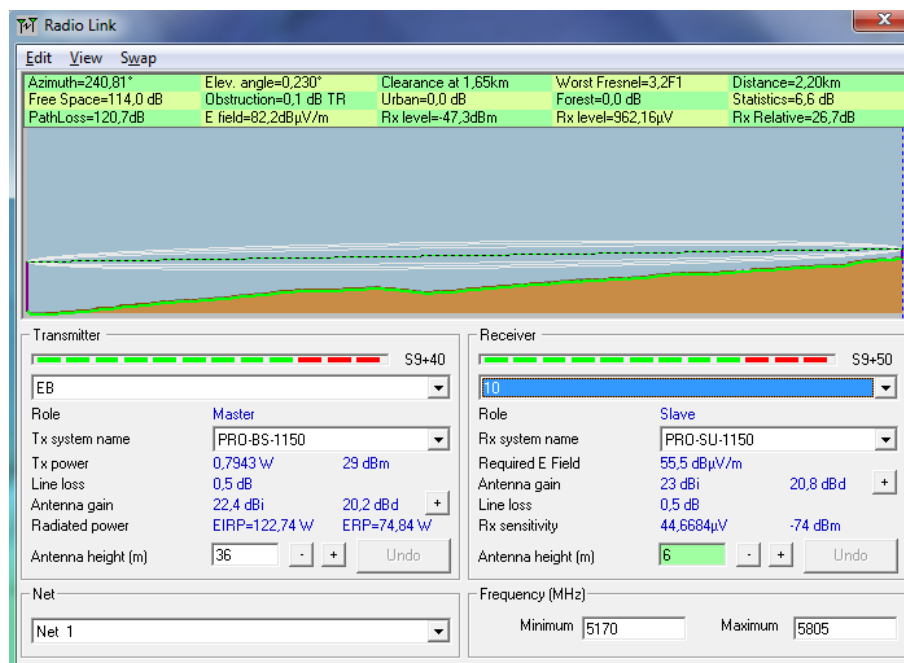 Radio Link
Edit View Swap
Azimuth=240,81° Elev. angle=0,230° Clearance at 1,65km Worst Fresnel=3,2F1 Distance=2,20km
Free Space=114,0 dB Obstruction=0,1 dB TR Urban=0,0 dB Forest=0,0 dB Statistics=6,6 dB
PathLoss=120,7dB E field=82,2dBµV/m Rx level=-47,3dBm Rx level=962,16µV Rx Relative=26,7dB
Transmitter
S9+40
EB
Role Master
Tx system name PRO-BS-1150
Tx power 0,7943 W 29 dBm
Line loss 0,5 dB
Antenna gain 22,4 dBi 20,2 dBd +
Radiated power EIRP=122,74 W ERP=74,84 W
Antenna height (m) 36 - + Undo
Receiver
S9+50
10
Role Slave
Rx system name PRO-SU-1150
Required E Field 55,5 dBµV/m
Antenna gain 23 dBi 20,8 dBd +
Line loss 0,5 dB
Rx sensitivity 44,6684µV -74 dBm
Antenna height (m) 6 - + Undo
Net
Net 1
Frequency (MHz)
Minimum 5170 Maximum 5805